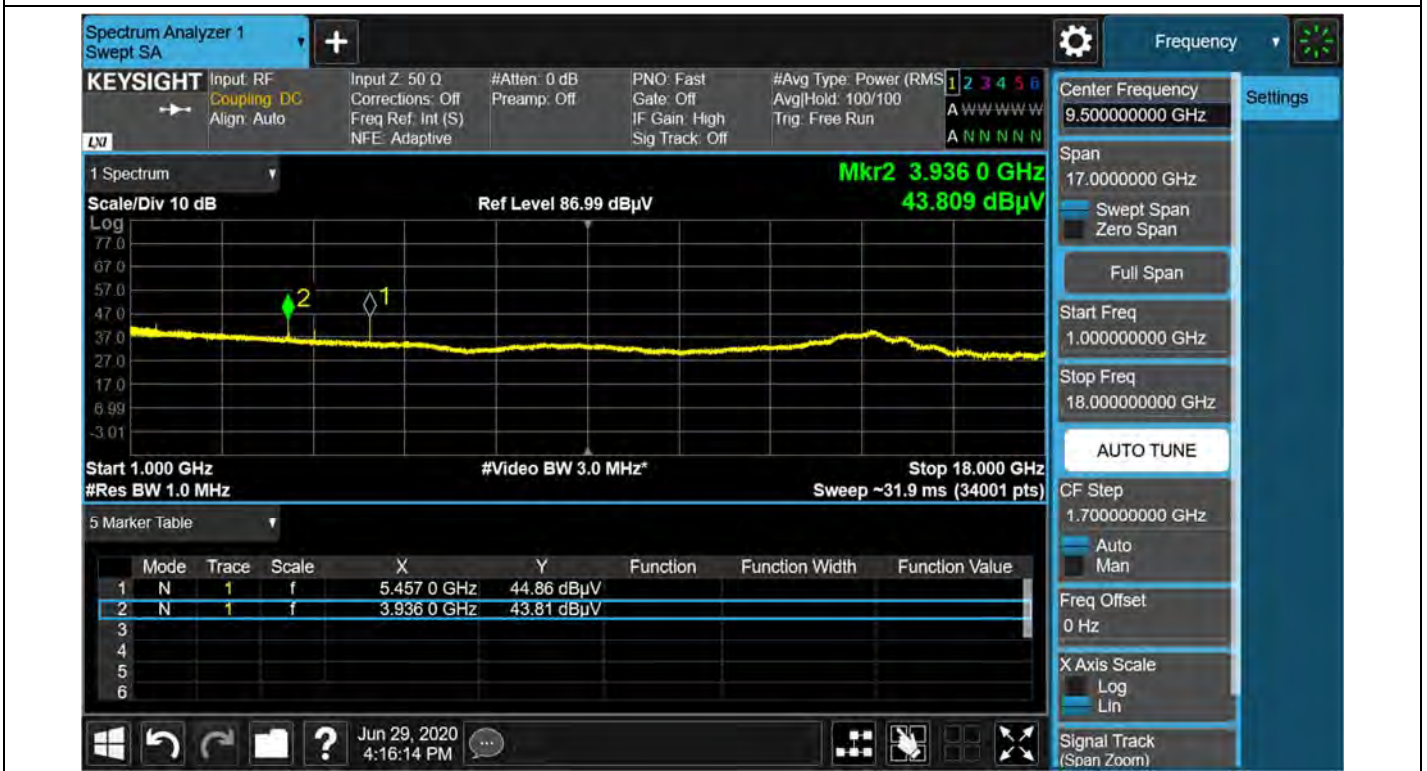 Spectrum Analyzer 1
Swept SA
+
Frequency
KEYSIGHT
LXI
Input: RF
Coupling: DC
Align: Auto
Input Z: 50 Ω
Corrections: Off
Freq Ref: Int (S)
NFE: Adaptive
#Atten: 0 dB
Preamp: Off
PNO: Fast
Gate: Off
IF Gain: High
Sig Track: Off
#Avg Type: Power (RMS
Avg|Hold: 100/100
Trig: Free Run
1 2 3 4 5 6
A W W W W W
A N N N N N
Center Frequency
9.500000000 GHz
Settings
1 Spectrum
Scale/Div 10 dB
Ref Level 86.99 dBµV
Mkr2 3.936 0 GHz
43.809 dBµV
Log
77.0
67.0
57.0
47.0
37.0
27.0
17.0
6.99
-3.01
2
1
Start 1.000 GHz
#Res BW 1.0 MHz
#Video BW 3.0 MHz*
Stop 18.000 GHz
Sweep ~31.9 ms (34001 pts)
Span
17.0000000 GHz
Swept Span
Zero Span
Full Span
Start Freq
1.000000000 GHz
Stop Freq
18.000000000 GHz
AUTO TUNE
CF Step
1.700000000 GHz
Auto
Man
Freq Offset
0 Hz
X Axis Scale
Log
Lin
Signal Track
(Span Zoom)
5 Marker Table
Mode Trace Scale X Y Function Function Width Function Value
1 N 1 f 5.457 0 GHz 44.86 dBµV
2 N 1 f 3.936 0 GHz 43.81 dBµV
3
4
5
6
?
Jun 29, 2020
4:16:14 PM